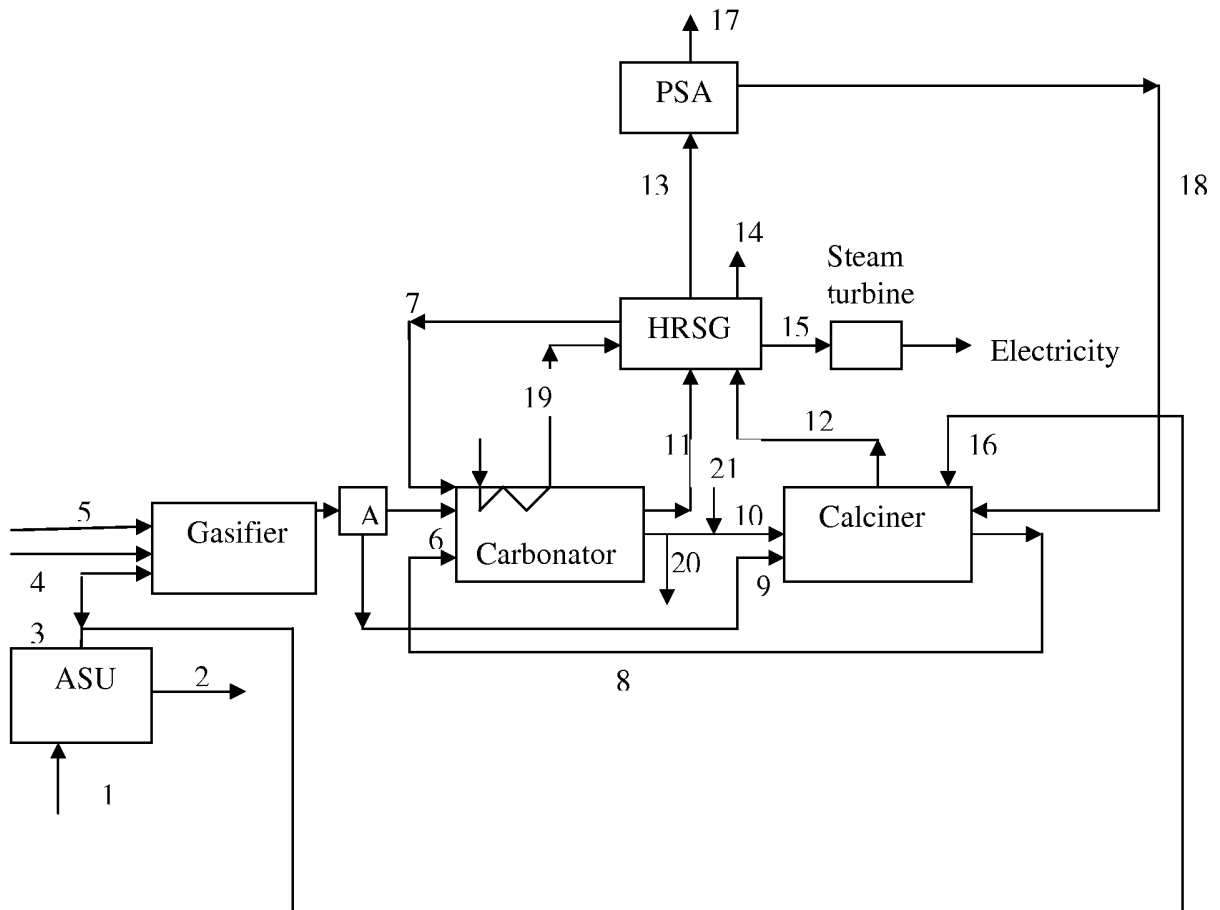 17
PSA
13
18
14
Steam
turbine
7
HRSG
15
Electricity
19
12
11
16
21
5
A
10
Calciner
Gasifier
6
Carbonator
20
4
9
3
ASU
2
8
1